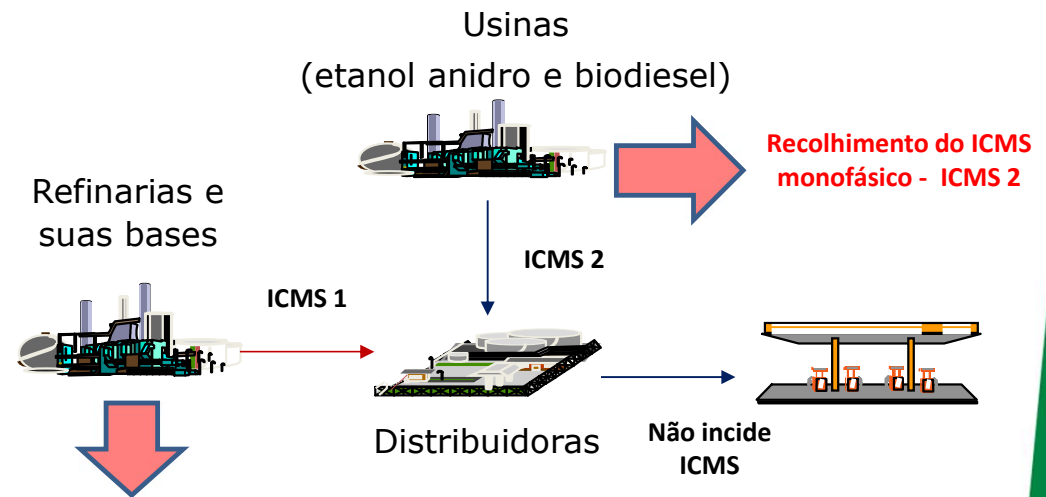 Usinas
(etanol anidro e biodiesel)
Recolhimento do ICMS
monofásico - ICMS 2
Refinarias e
suas bases
ICMS 2
ICMS 1
Distribuidoras
Não incide
ICMS